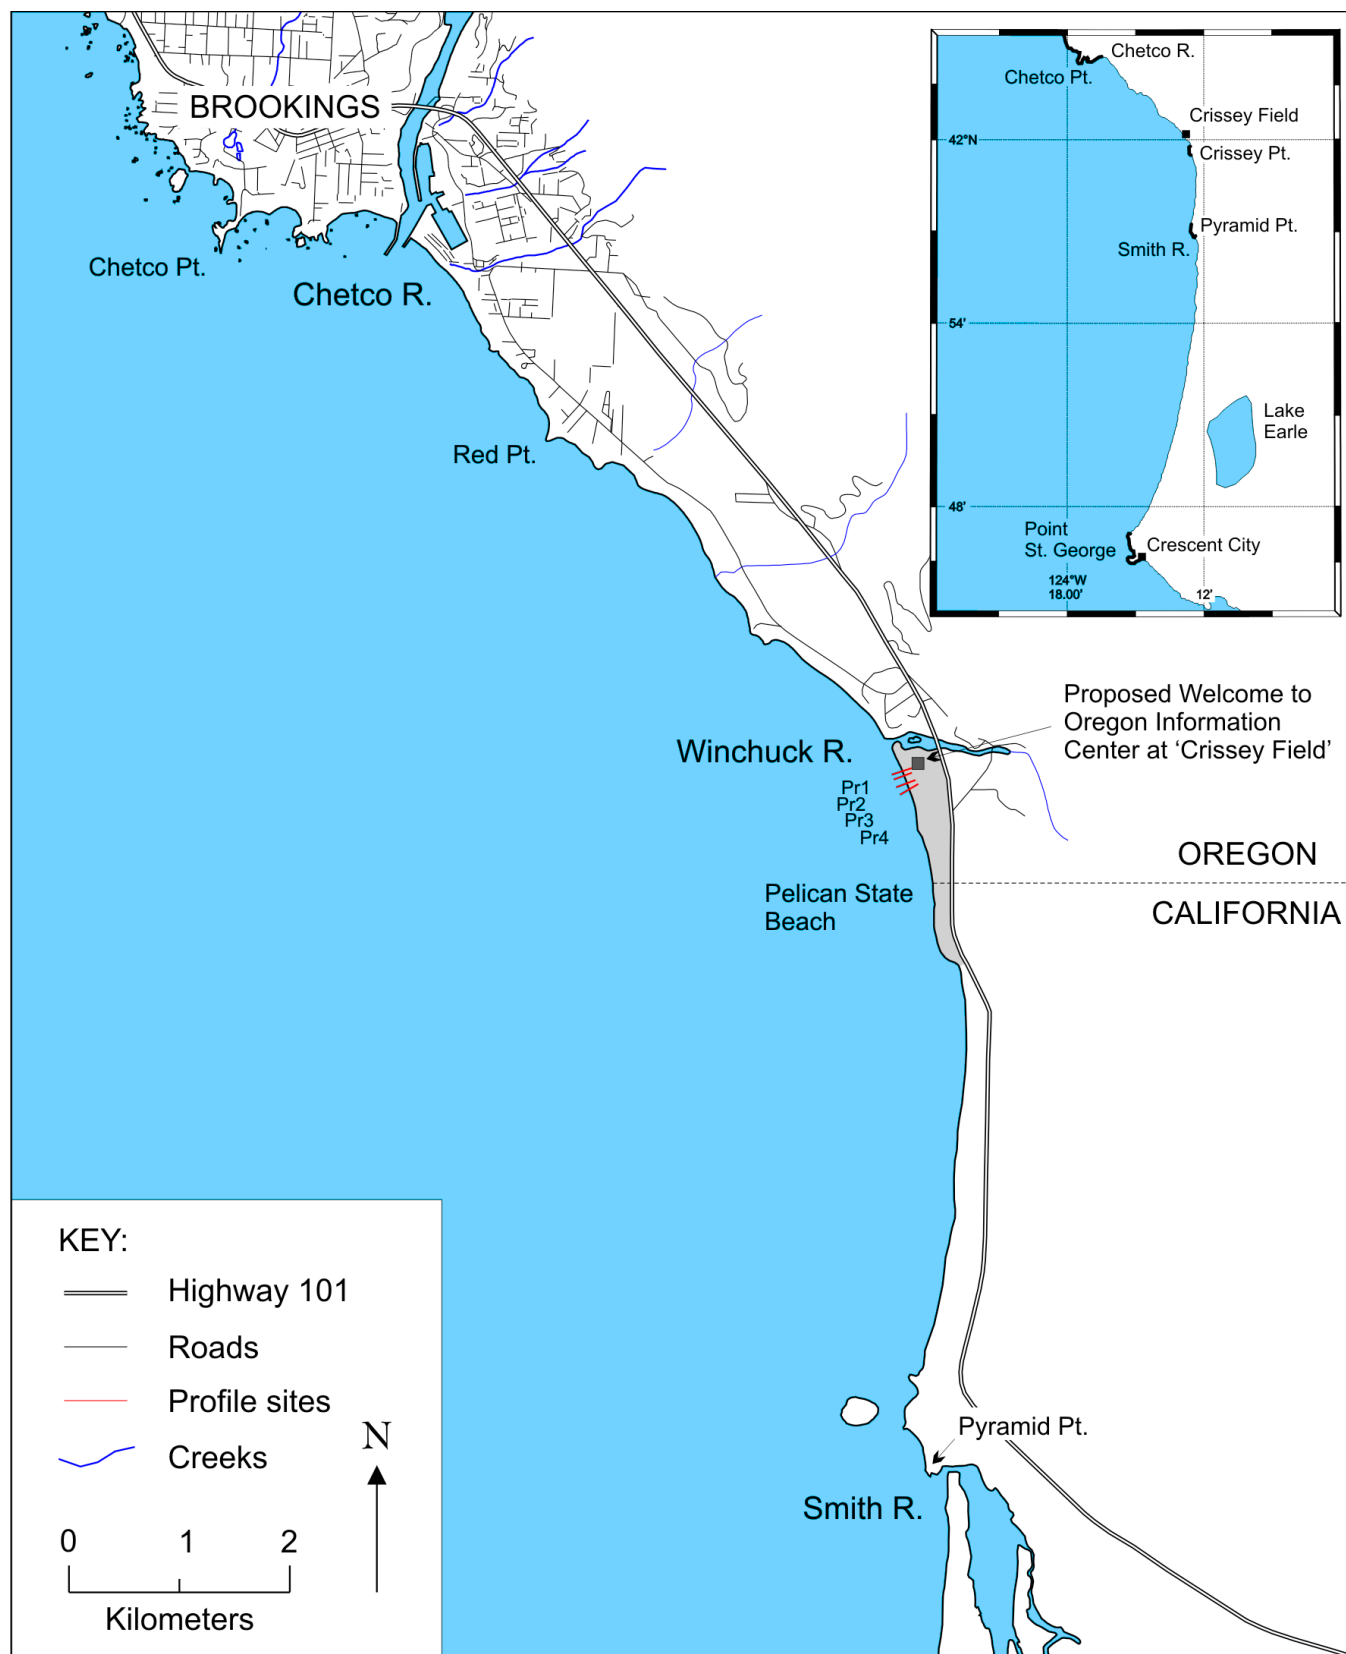 BROOKINGS
Chetco Pt.
Chetco R.
Red Pt.
Chetco R.
Chetco Pt.
Crissey Field
42°N
Crissey Pt.
Pyramid Pt.
Smith R.
54'
Lake
Earle
48'
Point
St. George
Crescent City
124°W
18.00'
12'
Proposed Welcome to
Oregon Information
Center at ‘Crissey Field’
Winchuck R.
Pr1
Pr2
Pr3
Pr4
OREGON
Pelican State
Beach
CALIFORNIA
Pyramid Pt.
Smith R.
KEY:
Highway 101
Roads
Profile sites
Creeks
N
0 1 2
Kilometers